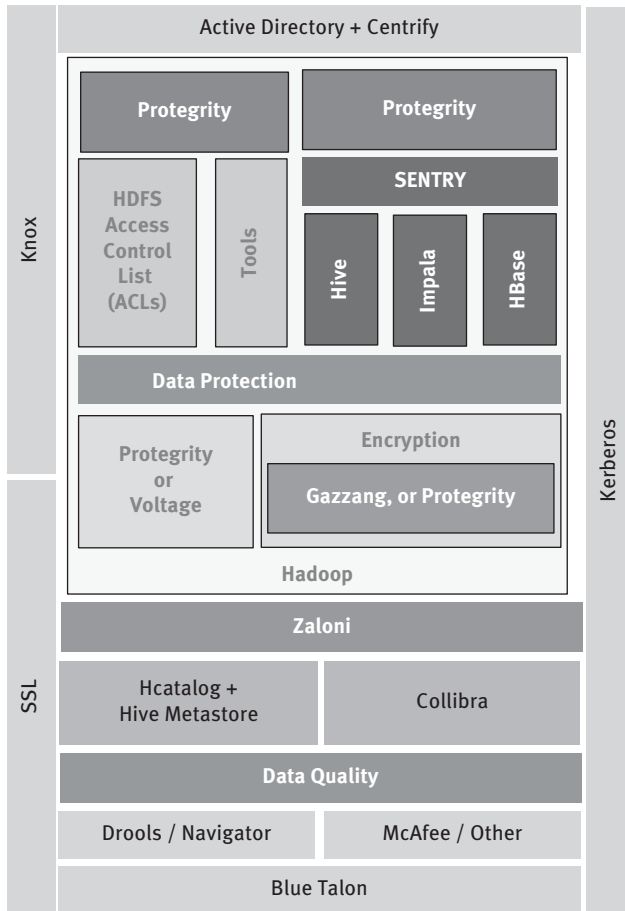 Active Directory + Centrify
Knox
Protegrity
Protegrity
HDFS
Access
Control
List
(ACLs)
Tools
SENTRY
Hive
Impala
HBase
Data Protection
Protegrity
or
Voltage
Encryption
Gazzang, or Protegrity
Hadoop
Kerberos
SSL
Zaloni
Hcatalog +
Hive Metastore
Collibra
Data Quality
Drools / Navigator
McAfee / Other
Blue Talon